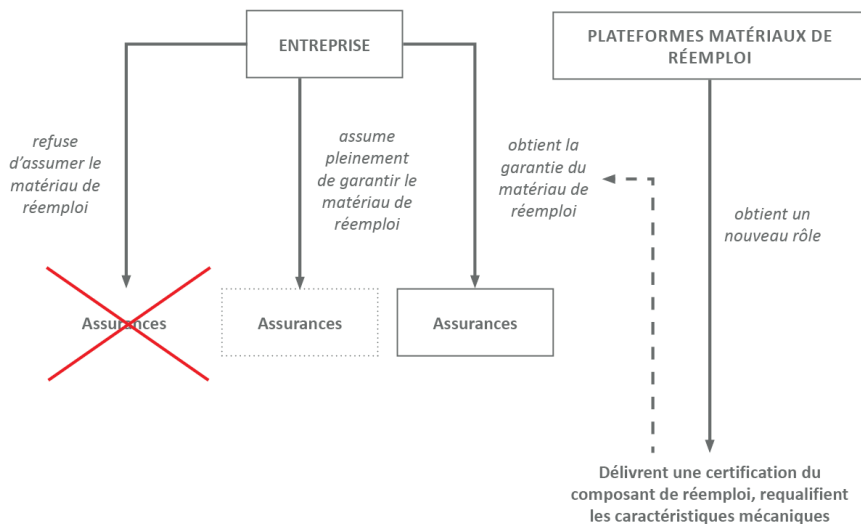 ENTREPRISE
PLATEFORMES MATÉRIAUX DE
RÉEMPLOI
refuse
d'assumer le
matériau de
réemploi
assume
pleinement
de garantir le
matériau de
réemploi
obtient la
garantie du
matériau de
réemploi
obtient un
nouveau rôle
Assurances
Assurances
Assurances
Délivrent une certification du
composant de réemploi, requalifient
les caractéristiques mécaniques